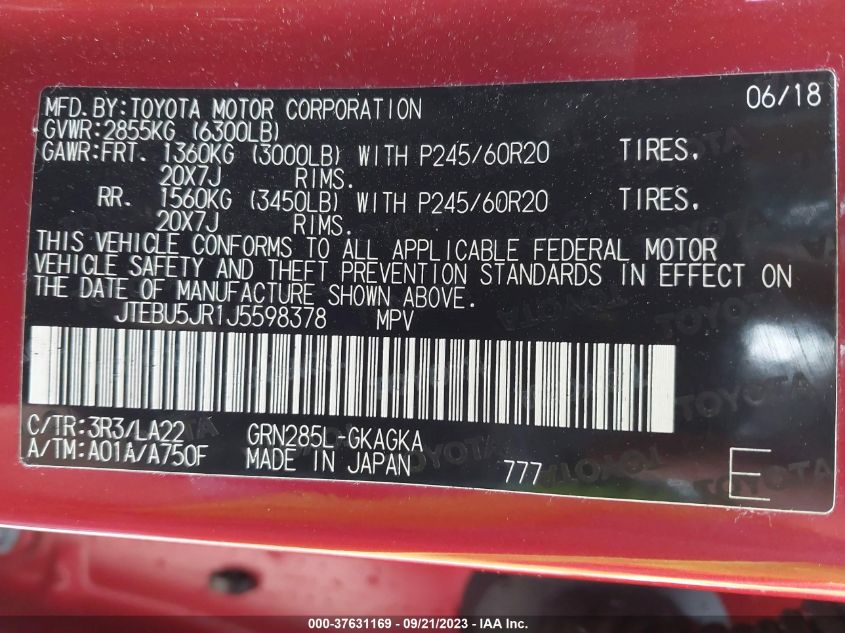 MFD. BY: TOYOTA MOTOR CORPORATION 06/18
GVWR: 2855KG (6300LB)
GAWR: FRT. 1360KG (3000LB) WITH P245/60R20 TIRES.
20X7J RIMS.
RR. 1560KG (3450LB) WITH P245/60R20 TIRES.
20X7J RIMS.
THIS VEHICLE CONFORMS TO ALL APPLICABLE FEDERAL MOTOR
VEHICLE SAFETY AND THEFT PREVENTION STANDARDS IN EFFECT ON
THE DATE OF MANUFACTURE SHOWN ABOVE.
JTEBU5JR1J5598378 MPV
C/TR: 3R3/LA22 GRN285L-GKAGKA
A/TM: A01A/A750F MADE IN JAPAN 777 E
000-37631169 - 09/21/2023 - IAA Inc.